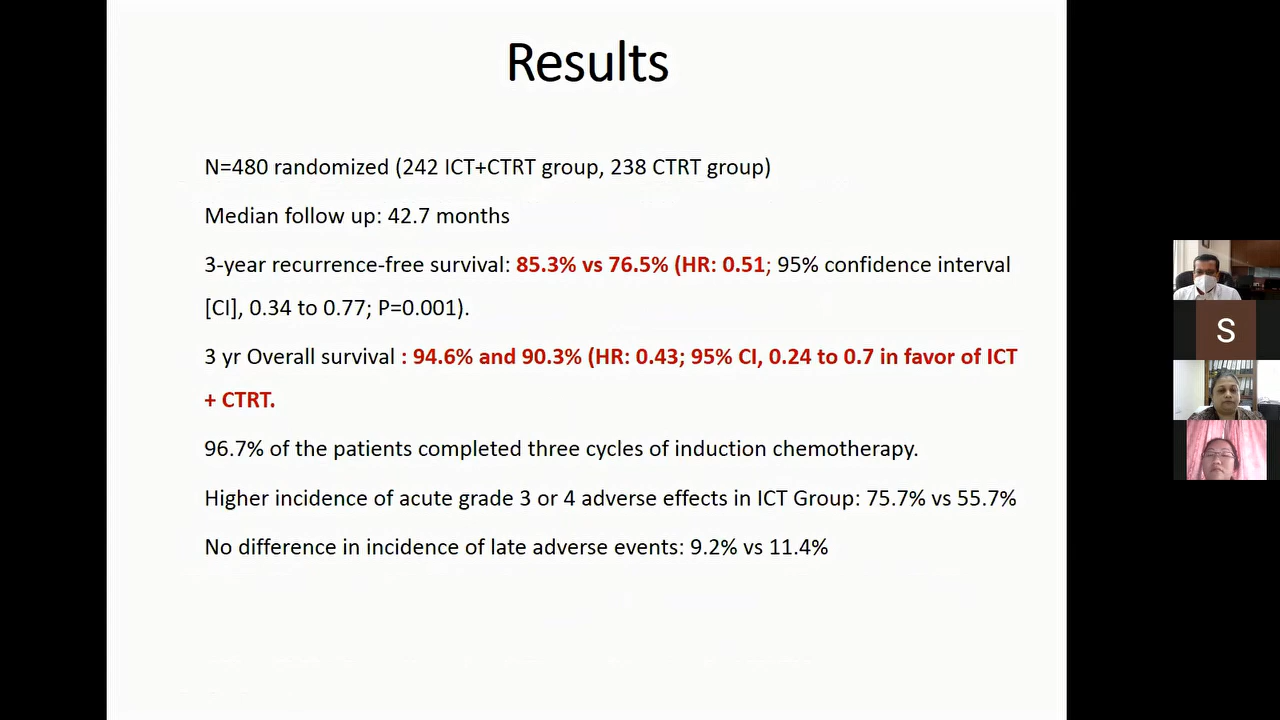 Results
N=480 randomized (242 ICT+CTRT group, 238 CTRT group)
Median follow up: 42.7 months
3-year recurrence-free survival: 85.3% vs 76.5% (HR: 0.51; 95% confidence interval
[CI], 0.34 to 0.77; P=0.001).
3 yr Overall survival : 94.6% and 90.3% (HR: 0.43; 95% CI, 0.24 to 0.7 in favor of ICT
+ CTRT.
96.7% of the patients completed three cycles of induction chemotherapy.
Higher incidence of acute grade 3 or 4 adverse effects in ICT Group: 75.7% vs 55.7%
No difference in incidence of late adverse events: 9.2% vs 11.4%
S